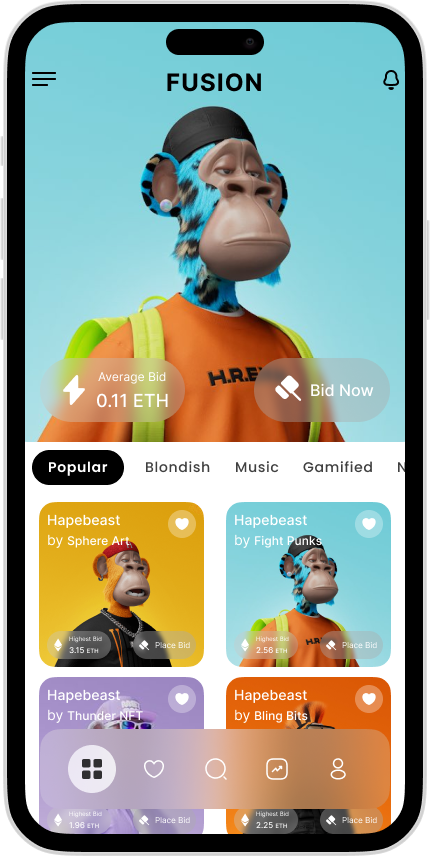 FUSION
H.R.E
Average Bid
0.11 ETH
Bid Now
Popular Blondish Music Gamified N
Hapebeast
by Sphere Art.
Highest Bid
3.15 ETH
Place Bid
Hapebeast
by Fight Punks
H.R
Highest Bid
2.56 ETH
Place Bid
Hapebeast
by Thunder NFT
Highest Bid
1.96 ETH
Place Bid
Hapebeast
by Bling Bits
Highest Bid
2.25 ETH
Place Bid